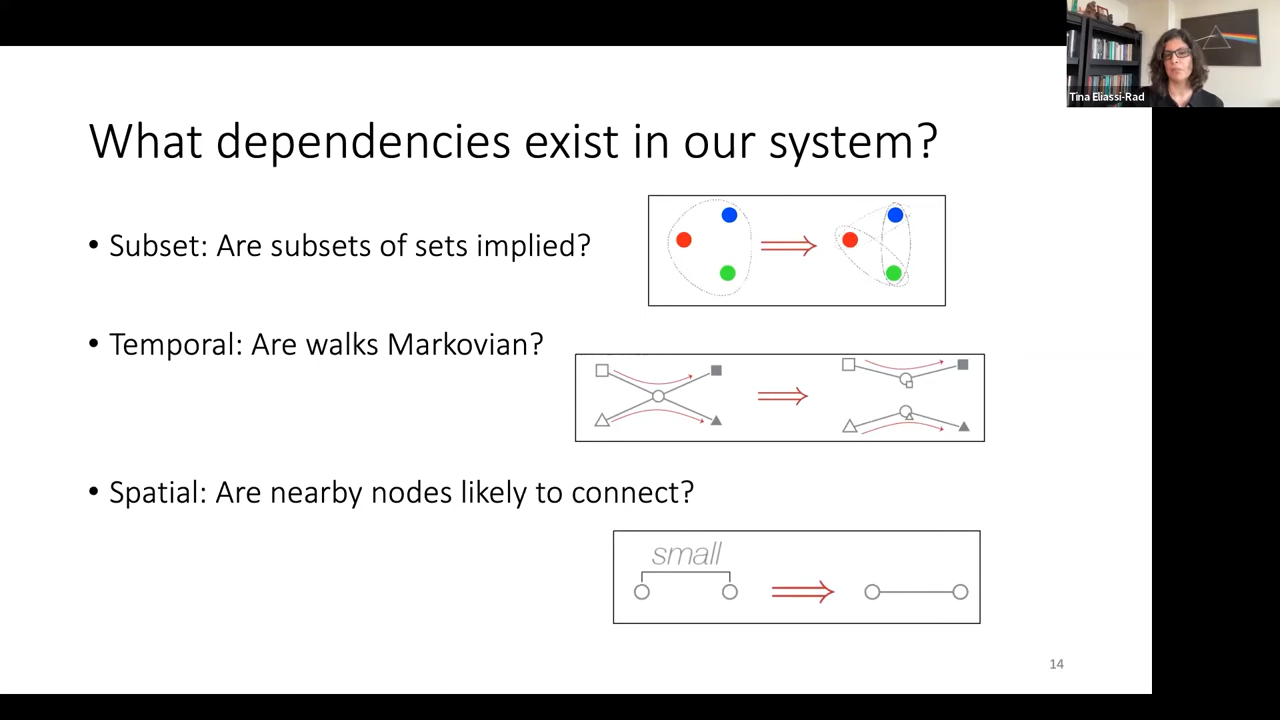 Tina Eliassi-Rad
What dependencies exist in our system?
• Subset: Are subsets of sets implied?
• Temporal: Are walks Markovian?
• Spatial: Are nearby nodes likely to connect?
small
14